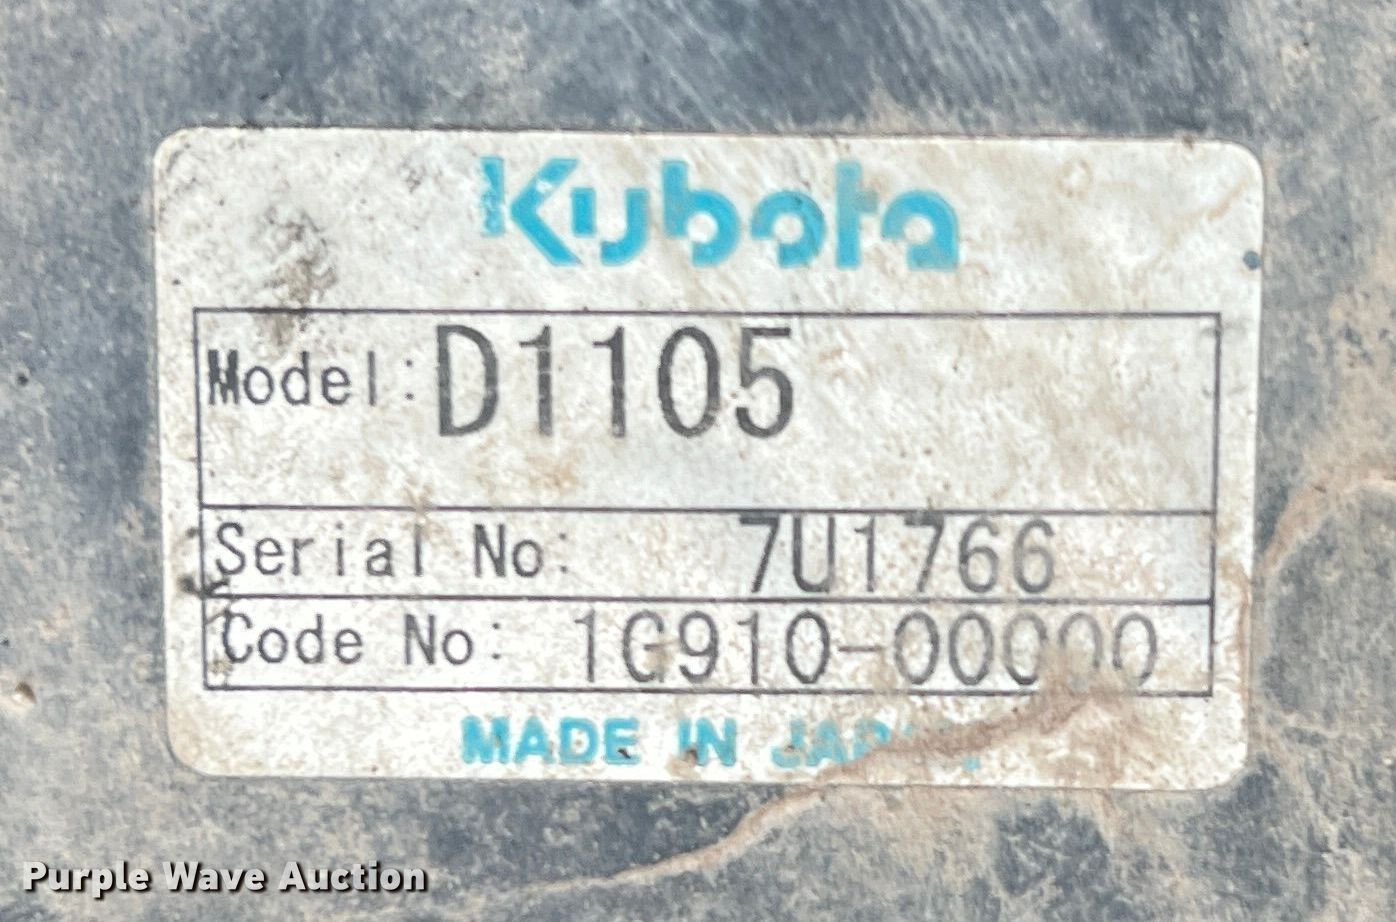 Kubota
Model: D1105
Serial No: 7U1766
Code No: 1G910-00000
MADE IN
Purple Wave Auction